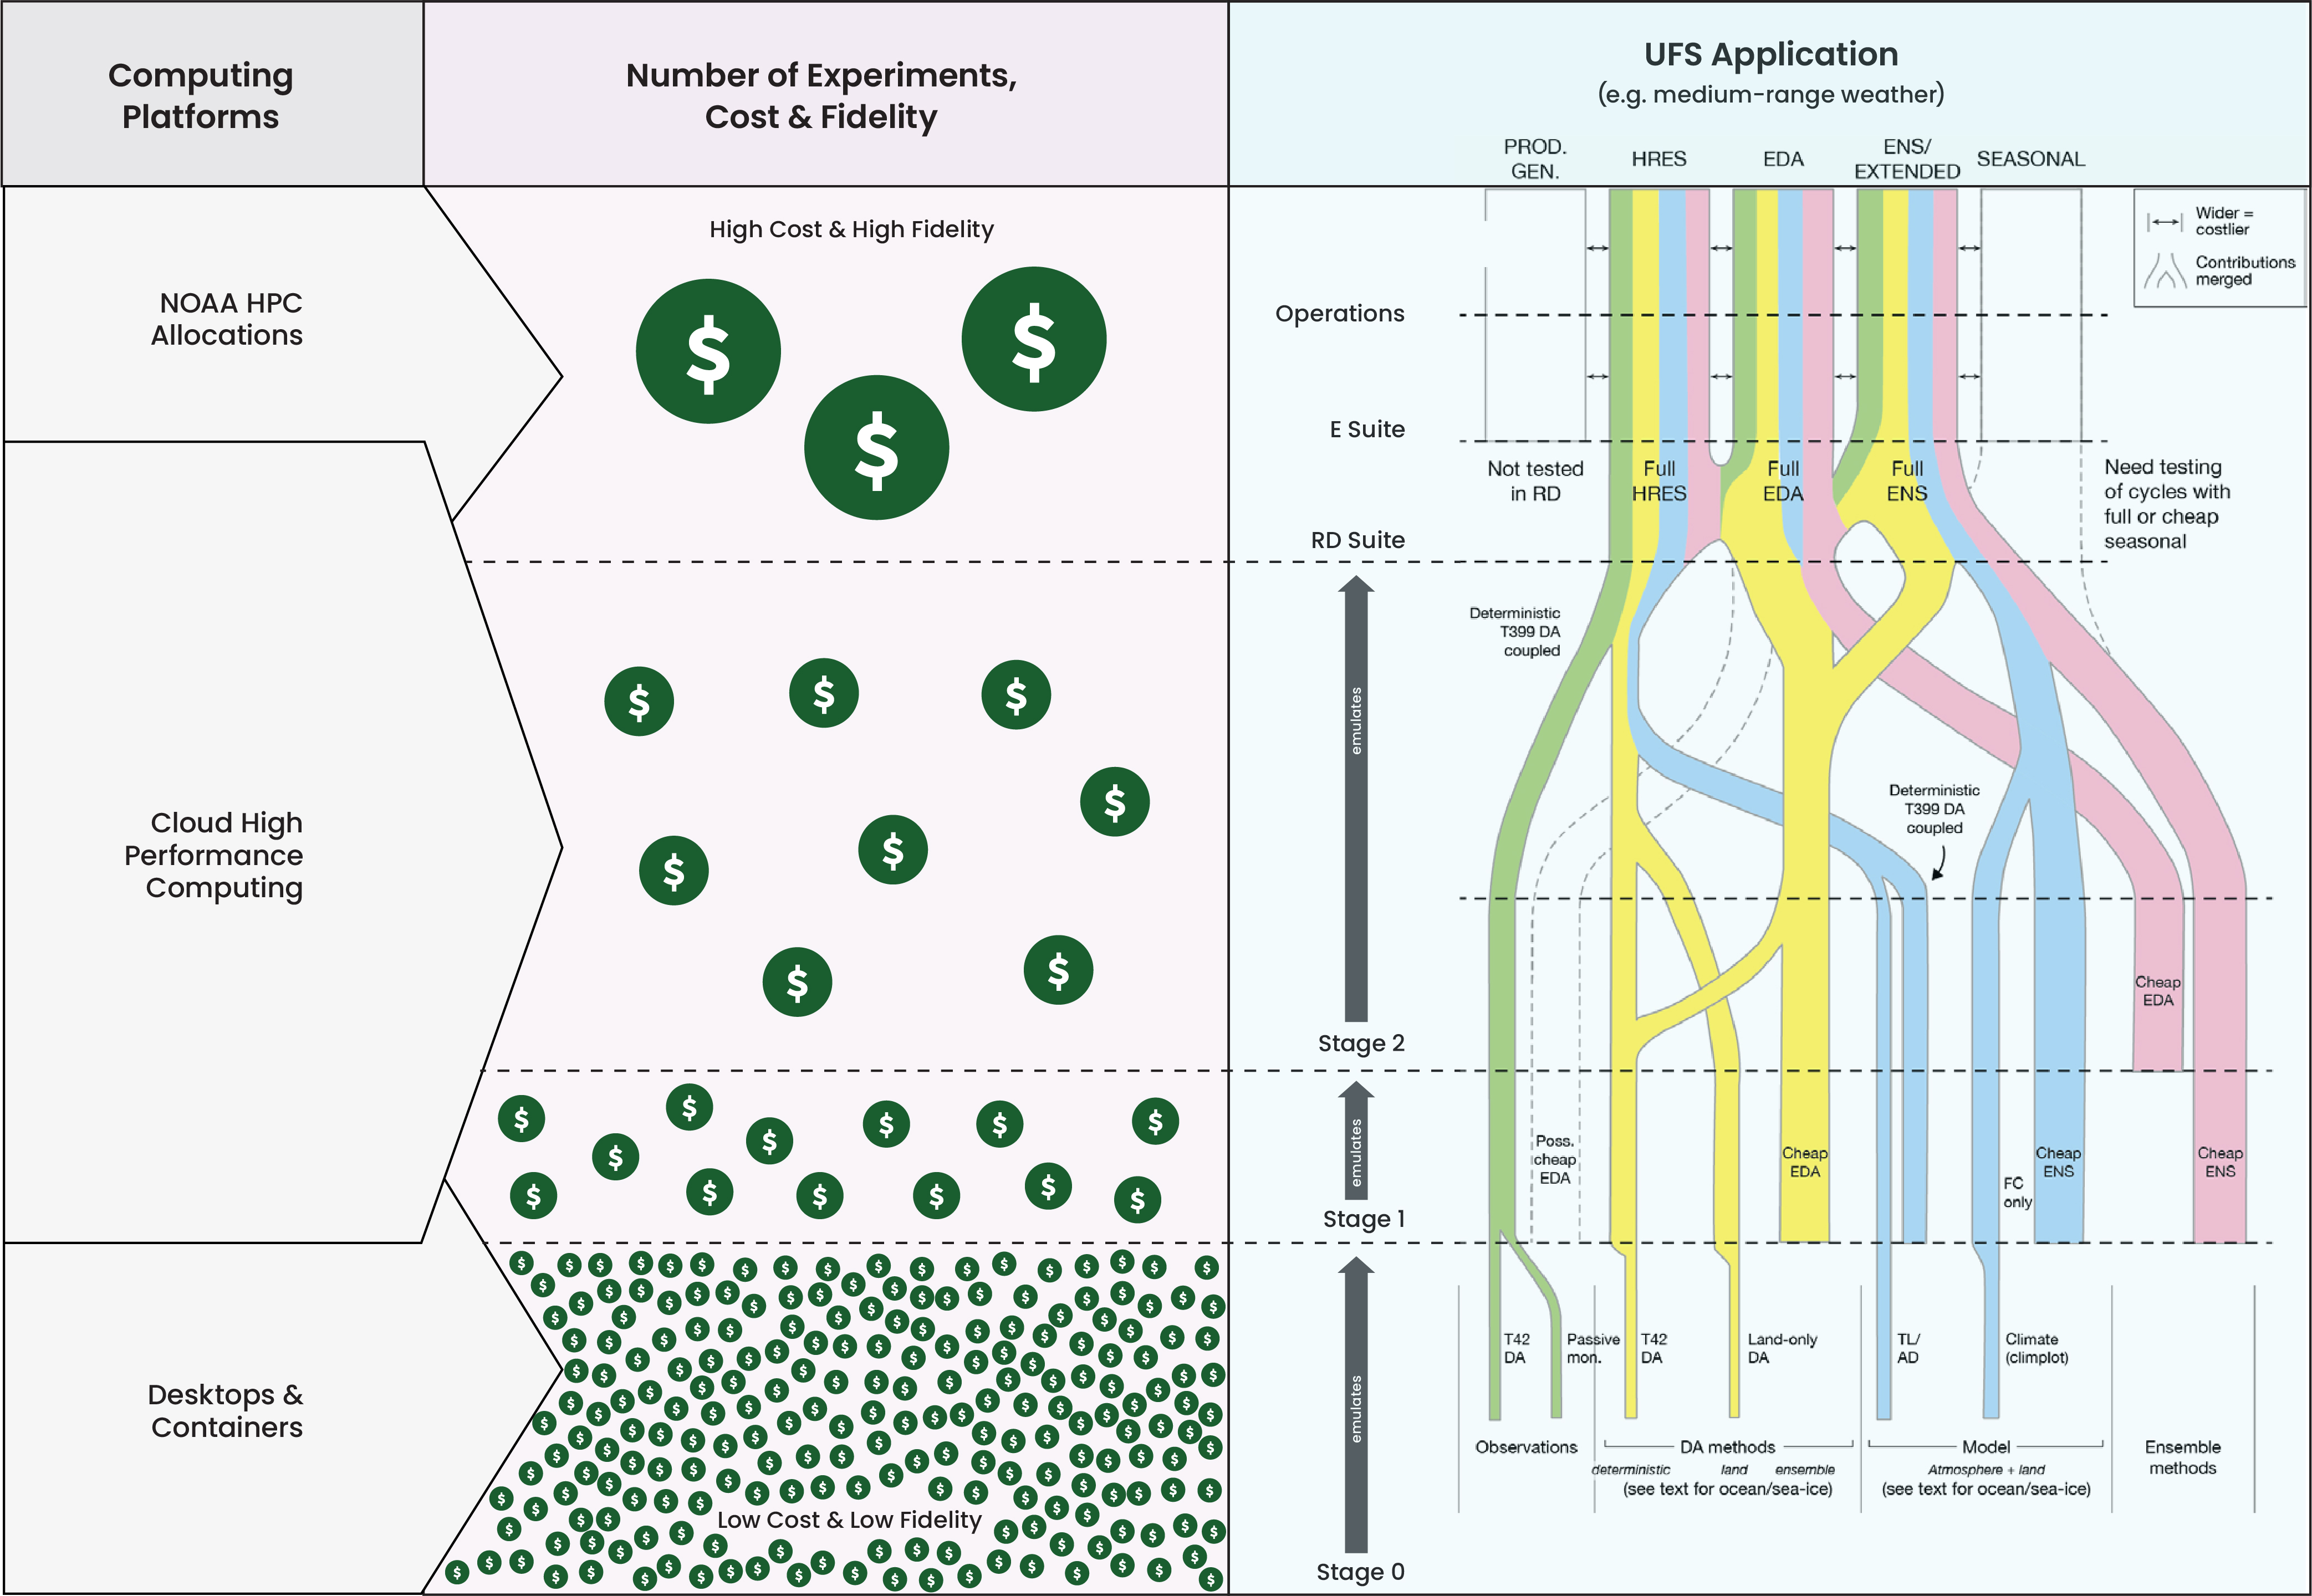 Computing
Platforms
Number of Experiments,
Cost & Fidelity
UFS Application
(e.g. medium-range weather)
PROD.
GEN.
HRES
EDA
ENS/
EXTENDED
SEASONAL
NOAA HPC
Allocations
Cloud High
Performance
Computing
Desktops &
Containers
High Cost & High Fidelity
$
$
$
Low Cost & Low Fidelity
Wider =
costlier
Contributions
merged
Operations
E Suite
Not tested
in RD
Full
HRES
Full
EDA
Full
ENS
Need testing
of cycles with
full or cheap
seasonal
RD Suite
Deterministic
T399 DA
coupled
emulates
Deterministic
T399 DA
coupled
Cheap
EDA
Stage 2
emulates
Poss.
cheap
EDA
Cheap
EDA
FC
only
Cheap
ENS
Cheap
ENS
Stage 1
emulates
T42
DA
Passive
mon.
T42
DA
Land-only
DA
TL/
AD
Climate
(climplot)
Observations
DA methods
deterministic land ensemble
(see text for ocean/sea-ice)
Model
Atmosphere + land
(see text for ocean/sea-ice)
Ensemble
methods
Stage 0